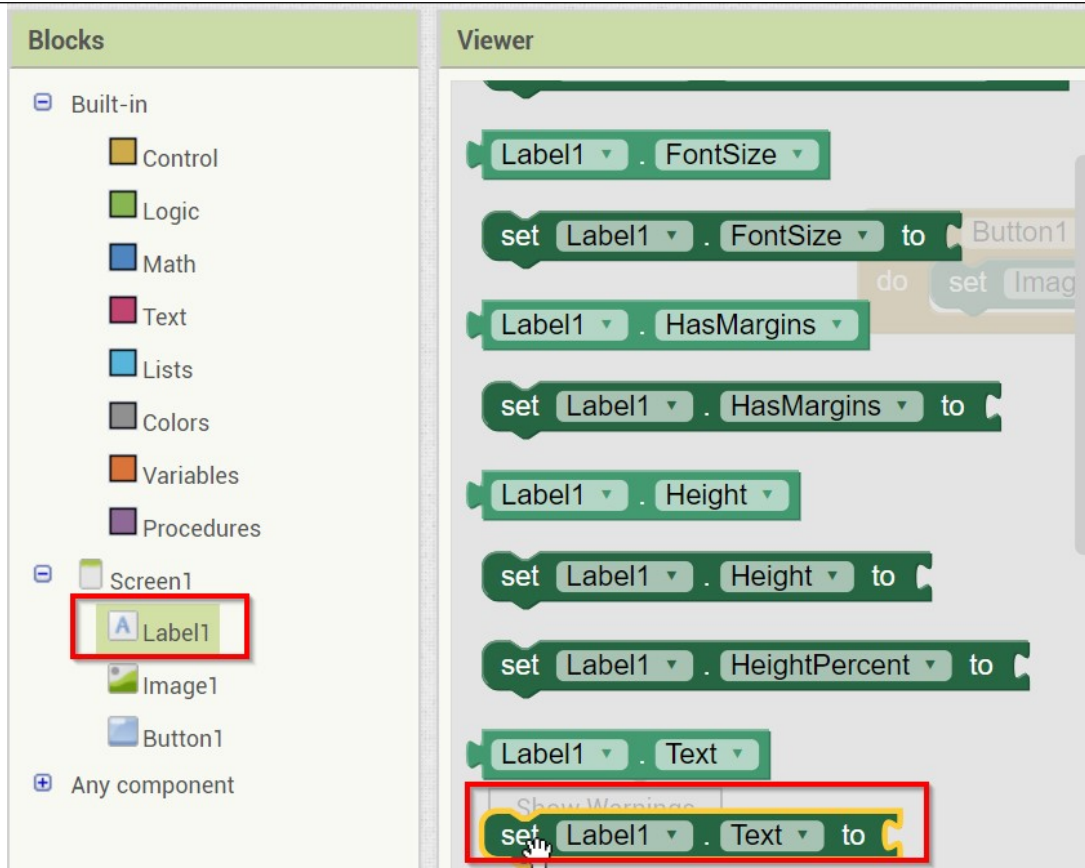 Blocks
Built-in
Control
Logic
Math
Text
Lists
Colors
Variables
Procedures
Screen1
Label1
Image1
Button1
Any component
Viewer
Label1 . FontSize
set Label1 . FontSize to
Button1
do set Imag
Label1 . HasMargins
set Label1 . HasMargins to
Label1 . Height
set Label1 . Height to
set Label1 . HeightPercent to
Label1 . Text
Show Warnings
set Label1 . Text to